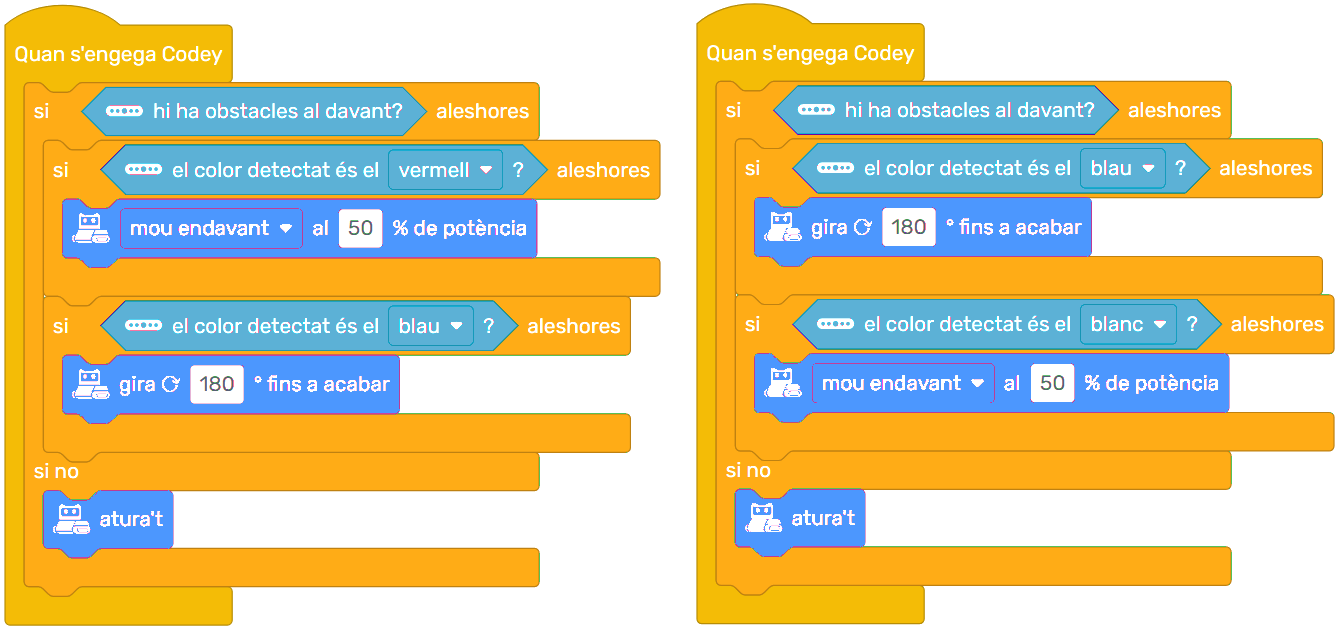 Quan s'engega Codey
si hi ha obstacles al davant? aleshores
si el color detectat és el vermell ? aleshores
mou endavant al 50 % de potència
si el color detectat és el blau ? aleshores
gira 180 ° fins a acabar
si no
atura't
Quan s'engega Codey
si hi ha obstacles al davant? aleshores
si el color detectat és el blau ? aleshores
gira 180 ° fins a acabar
si el color detectat és el blanc ? aleshores
mou endavant al 50 % de potència
si no
atura't